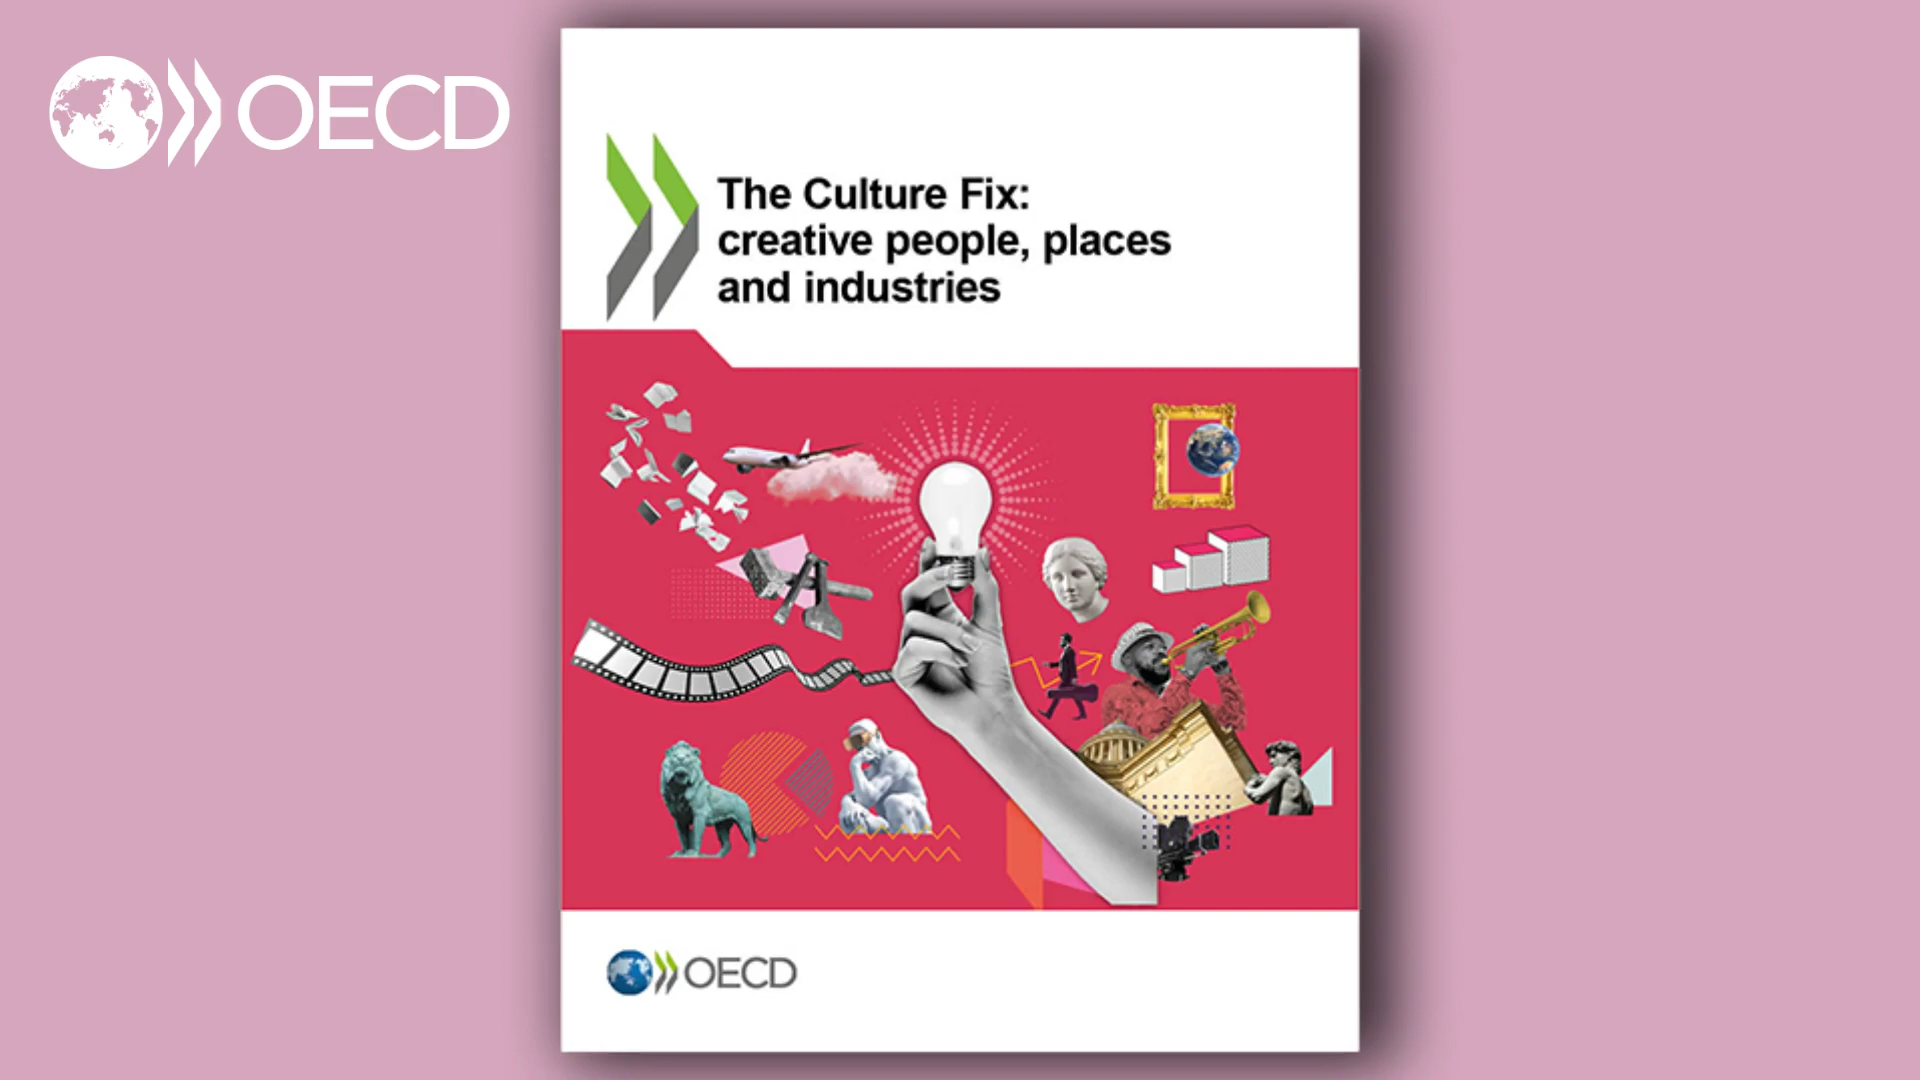 OECD
The Culture Fix:
creative people, places
and industries
OECD